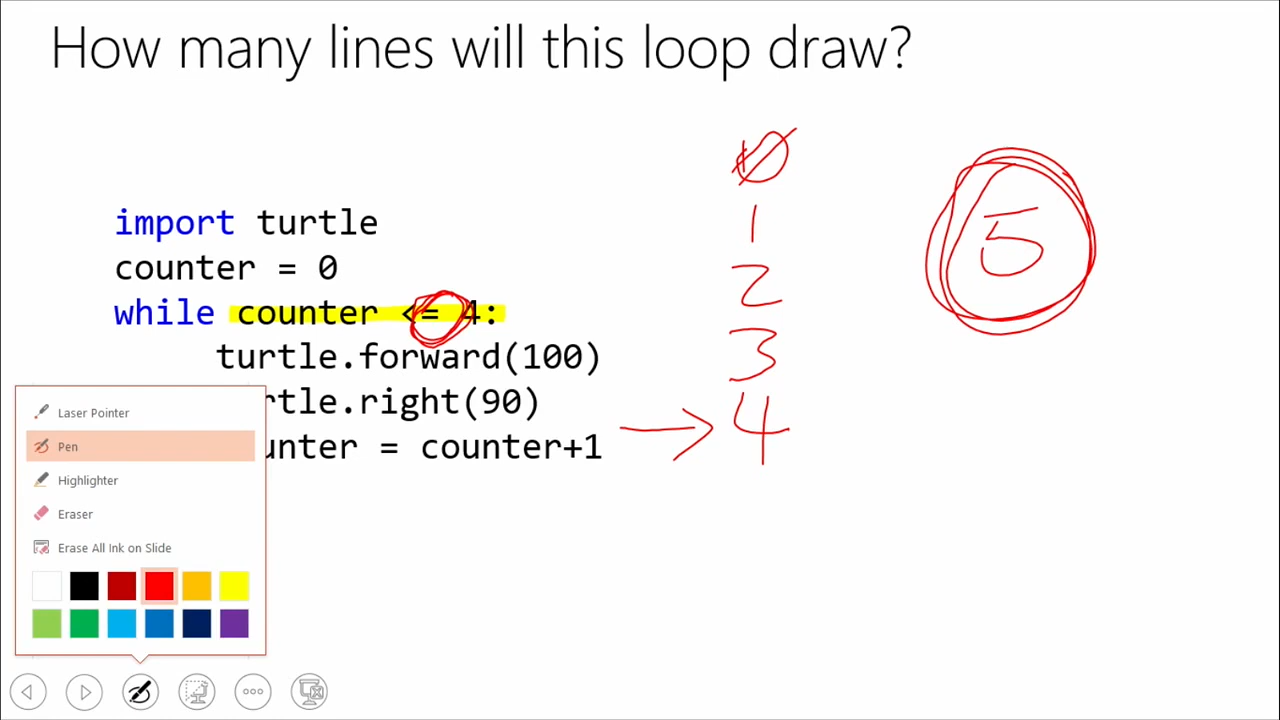 How many lines will this loop draw?
import turtle
counter = 0
while counter <= 4:
turtle.forward(100)
rtle.right(90)
unter = counter+1
0
1
2
3
4
5
Laser Pointer
Pen
Highlighter
Eraser
Erase All Ink on Slide